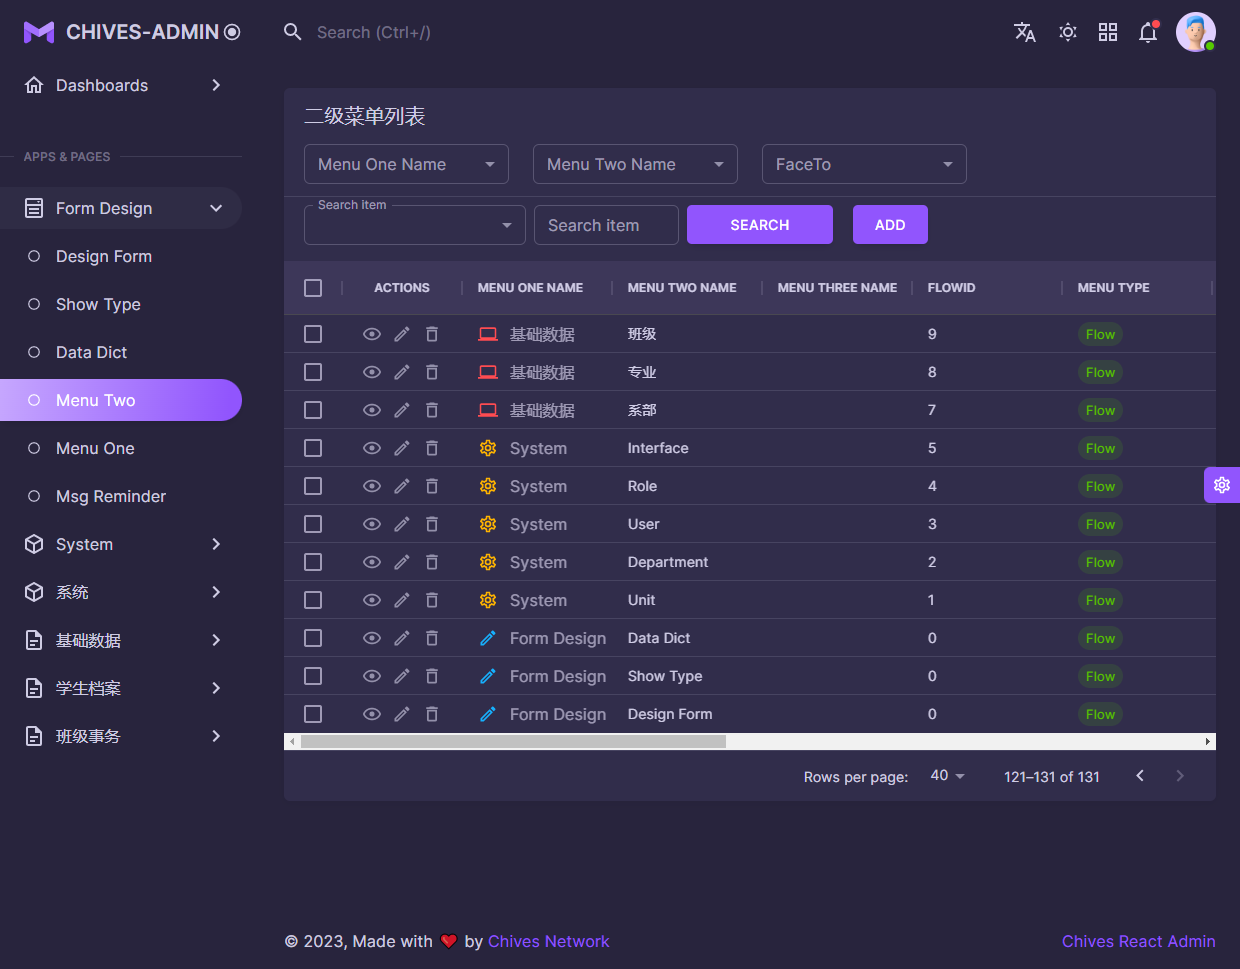 CHIVES-ADMIN
Search (Ctrl+/)
Dashboards
APPS & PAGES
Form Design
Design Form
Show Type
Data Dict
Menu Two
Menu One
Msg Reminder
System
系统
基础数据
学生档案
班级事务
二级菜单列表
Menu One Name
Menu Two Name
FaceTo
Search Item
Search item
SEARCH
ADD
ACTIONS MENU ONE NAME MENU TWO NAME MENU THREE NAME FLOWID MENU TYPE
基础数据 班级 9 Flow
基础数据 专业 8 Flow
基础数据 系部 7 Flow
System Interface 5 Flow
System Role 4 Flow
System User 3 Flow
System Department 2 Flow
System Unit 1 Flow
Form Design Data Dict 0 Flow
Form Design Show Type 0 Flow
Form Design Design Form 0 Flow
Rows per page: 40 121–131 of 131
© 2023, Made with ❤️ by Chives Network
Chives React Admin